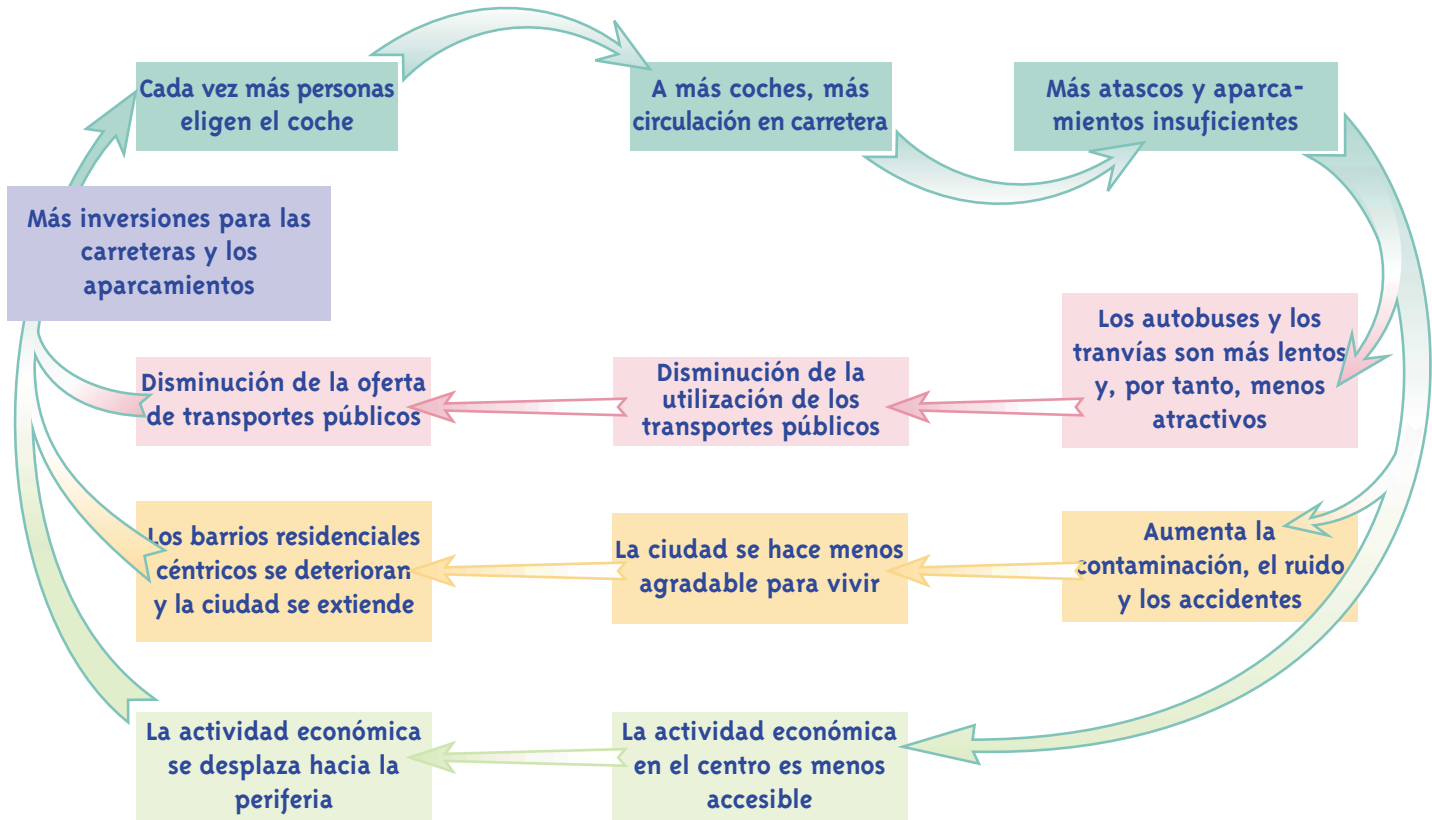 Cada vez más personas
eligen el coche
A más coches, más
circulación en carretera
Más atascos y aparca-
mientos insuficientes
Más inversiones para las
carreteras y los
aparcamientos
Los autobuses y los
tranvías son más lentos
y, por tanto, menos
atractivos
Disminución de la
utilización de los
transportes públicos
Disminución de la oferta
de transportes públicos
Aumenta la
contaminación, el ruido
y los accidentes
La ciudad se hace menos
agradable para vivir
Los barrios residenciales
céntricos se deterioran
y la ciudad se extiende
La actividad económica
en el centro es menos
accesible
La actividad económica
se desplaza hacia la
periferia